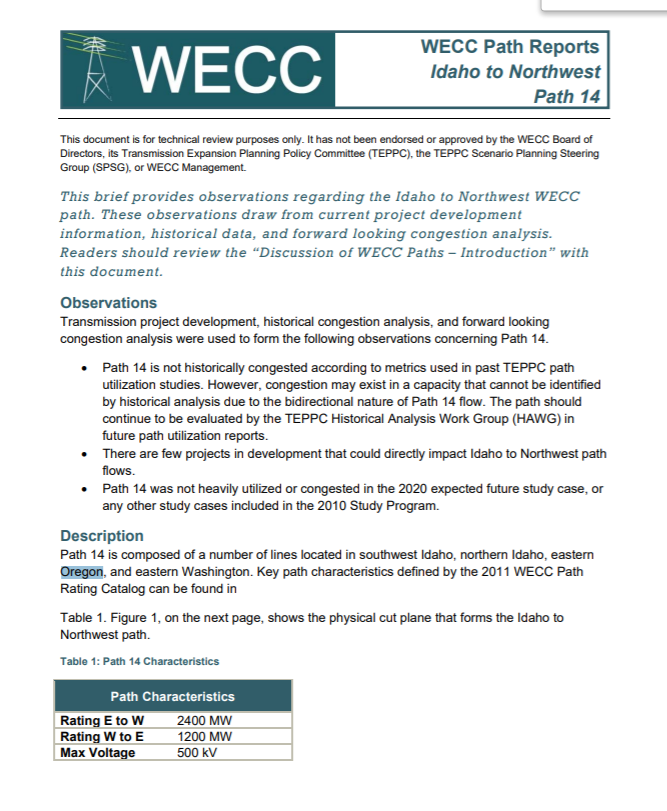 WECC
WECC Path Reports
Idaho to Northwest
Path 14
This document is for technical review purposes only. It has not been endorsed or approved by the WECC Board of
Directors, its Transmission Expansion Planning Policy Committee (TEPPC), the TEPPC Scenario Planning Steering
Group (SPSG), or WECC Management.
This brief provides observations regarding the Idaho to Northwest WECC
path. These observations draw from current project development
information, historical data, and forward looking congestion analysis.
Readers should review the “Discussion of WECC Paths – Introduction” with
this document.
Observations
Transmission project development, historical congestion analysis, and forward looking
congestion analysis were used to form the following observations concerning Path 14.
• Path 14 is not historically congested according to metrics used in past TEPPC path
utilization studies. However, congestion may exist in a capacity that cannot be identified
by historical analysis due to the bidirectional nature of Path 14 flow. The path should
continue to be evaluated by the TEPPC Historical Analysis Work Group (HAWG) in
future path utilization reports.
• There are few projects in development that could directly impact Idaho to Northwest path
flows.
• Path 14 was not heavily utilized or congested in the 2020 expected future study case, or
any other study cases included in the 2010 Study Program.
Description
Path 14 is composed of a number of lines located in southwest Idaho, northern Idaho, eastern
Oregon, and eastern Washington. Key path characteristics defined by the 2011 WECC Path
Rating Catalog can be found in
Table 1. Figure 1, on the next page, shows the physical cut plane that forms the Idaho to
Northwest path.
Table 1: Path 14 Characteristics
Path Characteristics
Rating E to W 2400 MW
Rating W to E 1200 MW
Max Voltage 500 kV